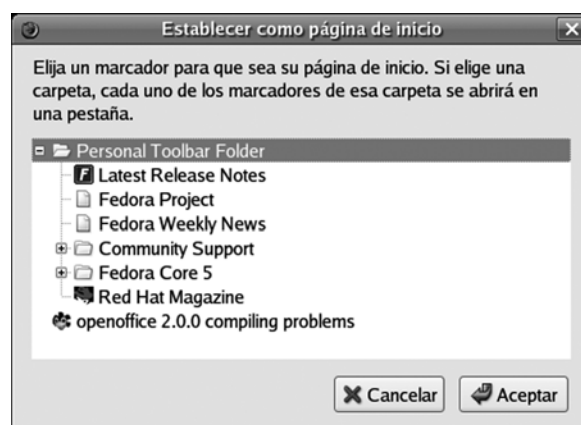 Establecer como página de inicio
Elija un marcador para que sea su página de inicio. Si elige una
carpeta, cada uno de los marcadores de esa carpeta se abrirá en
una pestaña.
Personal Toolbar Folder
Latest Release Notes
Fedora Project
Fedora Weekly News
Community Support
Fedora Core 5
Red Hat Magazine
openoffice 2.0.0 compiling problems
Cancelar
Aceptar